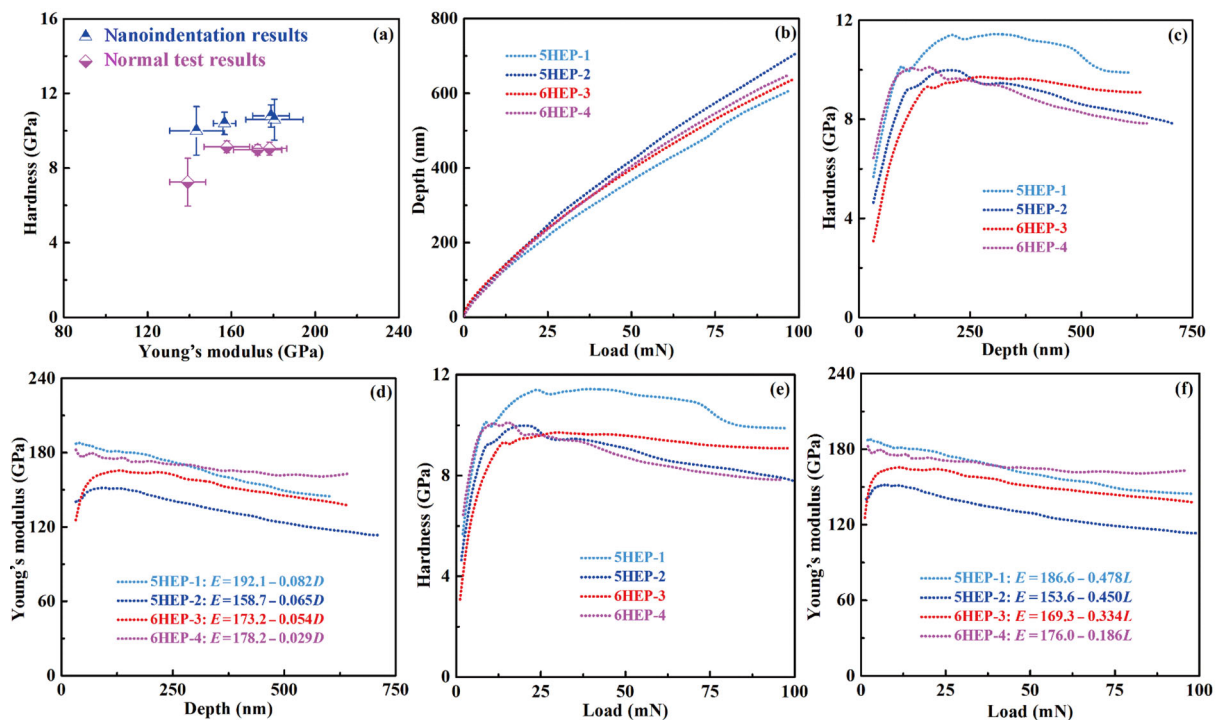 (a)
Nanoindentation results
Normal test results
Hardness (GPa)
16
12
8
4
0
80
120
160
200
240
Young's modulus (GPa)
(b)
5HEP-1
5HEP-2
6HEP-3
6HEP-4
Depth (nm)
800
600
400
200
0
0
25
50
75
100
Load (mN)
(c)
5HEP-1
5HEP-2
6HEP-3
6HEP-4
Hardness (GPa)
12
8
4
0
0
250
500
750
Depth (nm)
(d)
Young's modulus (GPa)
240
180
120
60
0
5HEP-1: E=192.1–0.082D
5HEP-2: E=158.7–0.065D
6HEP-3: E=173.2–0.054D
6HEP-4: E=178.2–0.029D
0
250
500
750
Depth (nm)
(e)
Hardness (GPa)
12
8
4
0
5HEP-1
5HEP-2
6HEP-3
6HEP-4
0
25
50
75
100
Load (mN)
(f)
Young's modulus (GPa)
240
180
120
60
0
5HEP-1: E=186.6–0.478L
5HEP-2: E=153.6–0.450L
6HEP-3: E=169.3–0.334L
6HEP-4: E=176.0–0.186L
0
25
50
75
100
Load (mN)